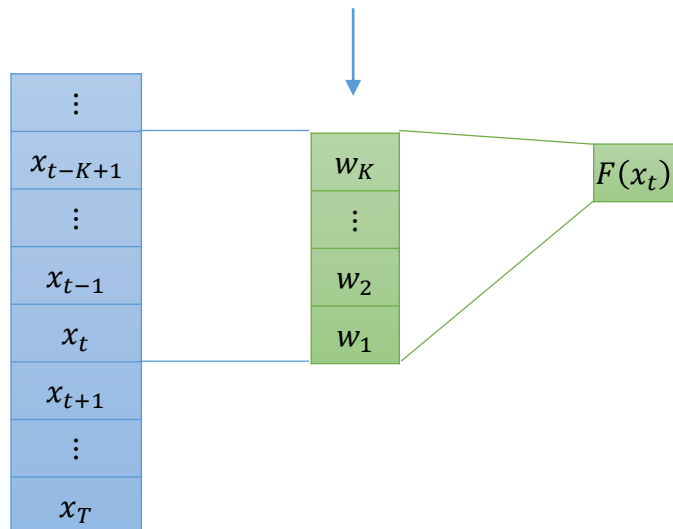 ⋮
x_{t−K+1}
⋮
x_{t−1}
x_t
x_{t+1}
⋮
x_T
w_K
⋮
w_2
w_1
F(x_t)